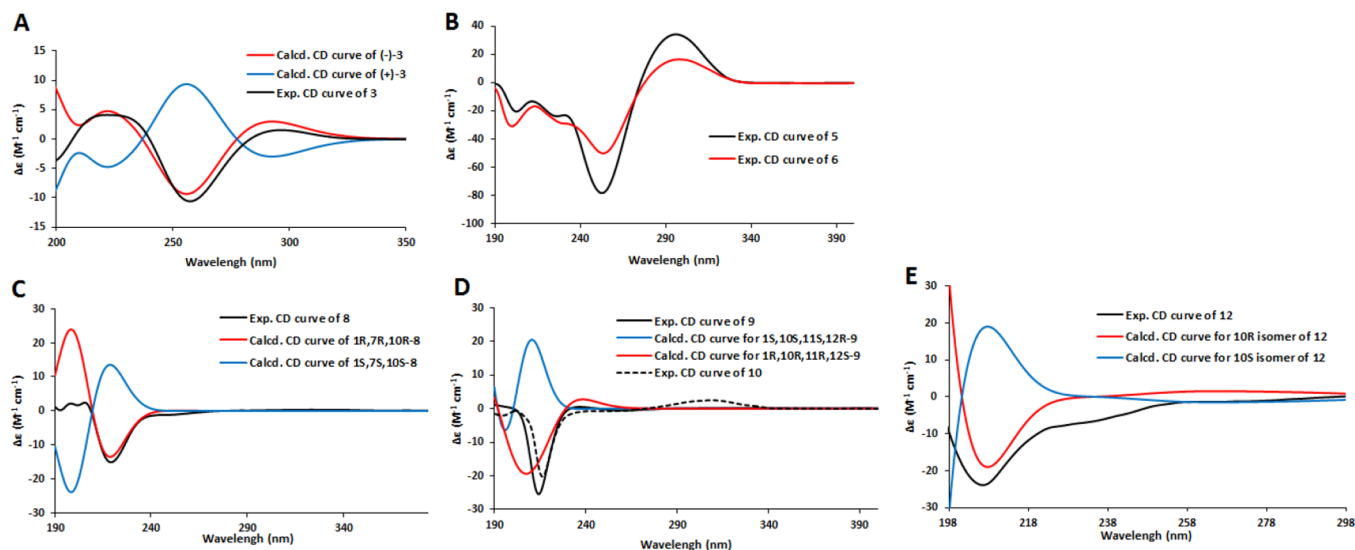 A
15
10
5
0
-5
-10
-15
200
250
300
350
Δε (M⁻¹ cm⁻¹)
Wavelengh (nm)
Calcd. CD curve of (-)-3
Calcd. CD curve of (+)-3
Exp. CD curve of 3
B
40
20
0
-20
-40
-60
-80
-100
190
240
290
340
390
Δε (M⁻¹ cm⁻¹)
Wavelengh (nm)
Exp. CD curve of 5
Exp. CD curve of 6
C
30
20
10
0
-10
-20
-30
190
240
290
340
Δε (M⁻¹ cm⁻¹)
Wavelengh (nm)
Exp. CD curve of 8
Calcd. CD curve of 1R,7R,10R-8
Calcd. CD curve of 1S,7S,10S-8
D
30
20
10
0
-10
-20
-30
190
240
290
340
390
Δε (M⁻¹ cm⁻¹)
Wavelengh (nm)
Exp. CD curve of 9
Calcd. CD curve for 1S,10S,11S,12R-9
Calcd. CD curve for 1R,10R,11R,12S-9
Exp. CD curve of 10
E
30
20
10
0
-10
-20
-30
198
218
238
258
278
298
Δε (M⁻¹ cm⁻¹)
Wavelengh (nm)
Exp. CD curve of 12
Calcd. CD curve for 10R isomer of 12
Calcd. CD curve for 10S isomer of 12